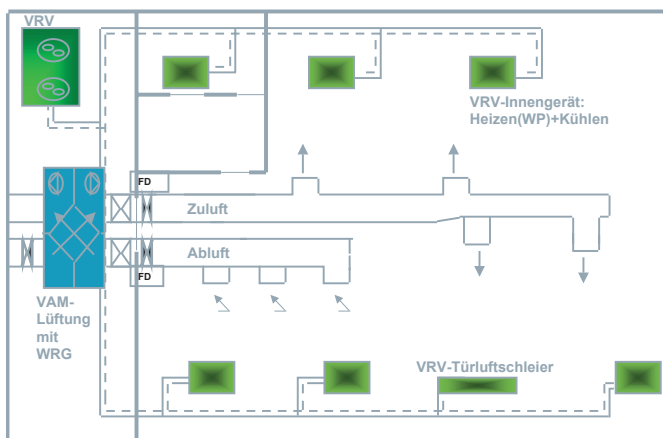 VRV
VRV-Innengerät:
Heizen(WP)+Kühlen
FD
Zuluft
Abluft
FD
VAM-
Lüftung
mit
WRG
VRV-Türluftschleier